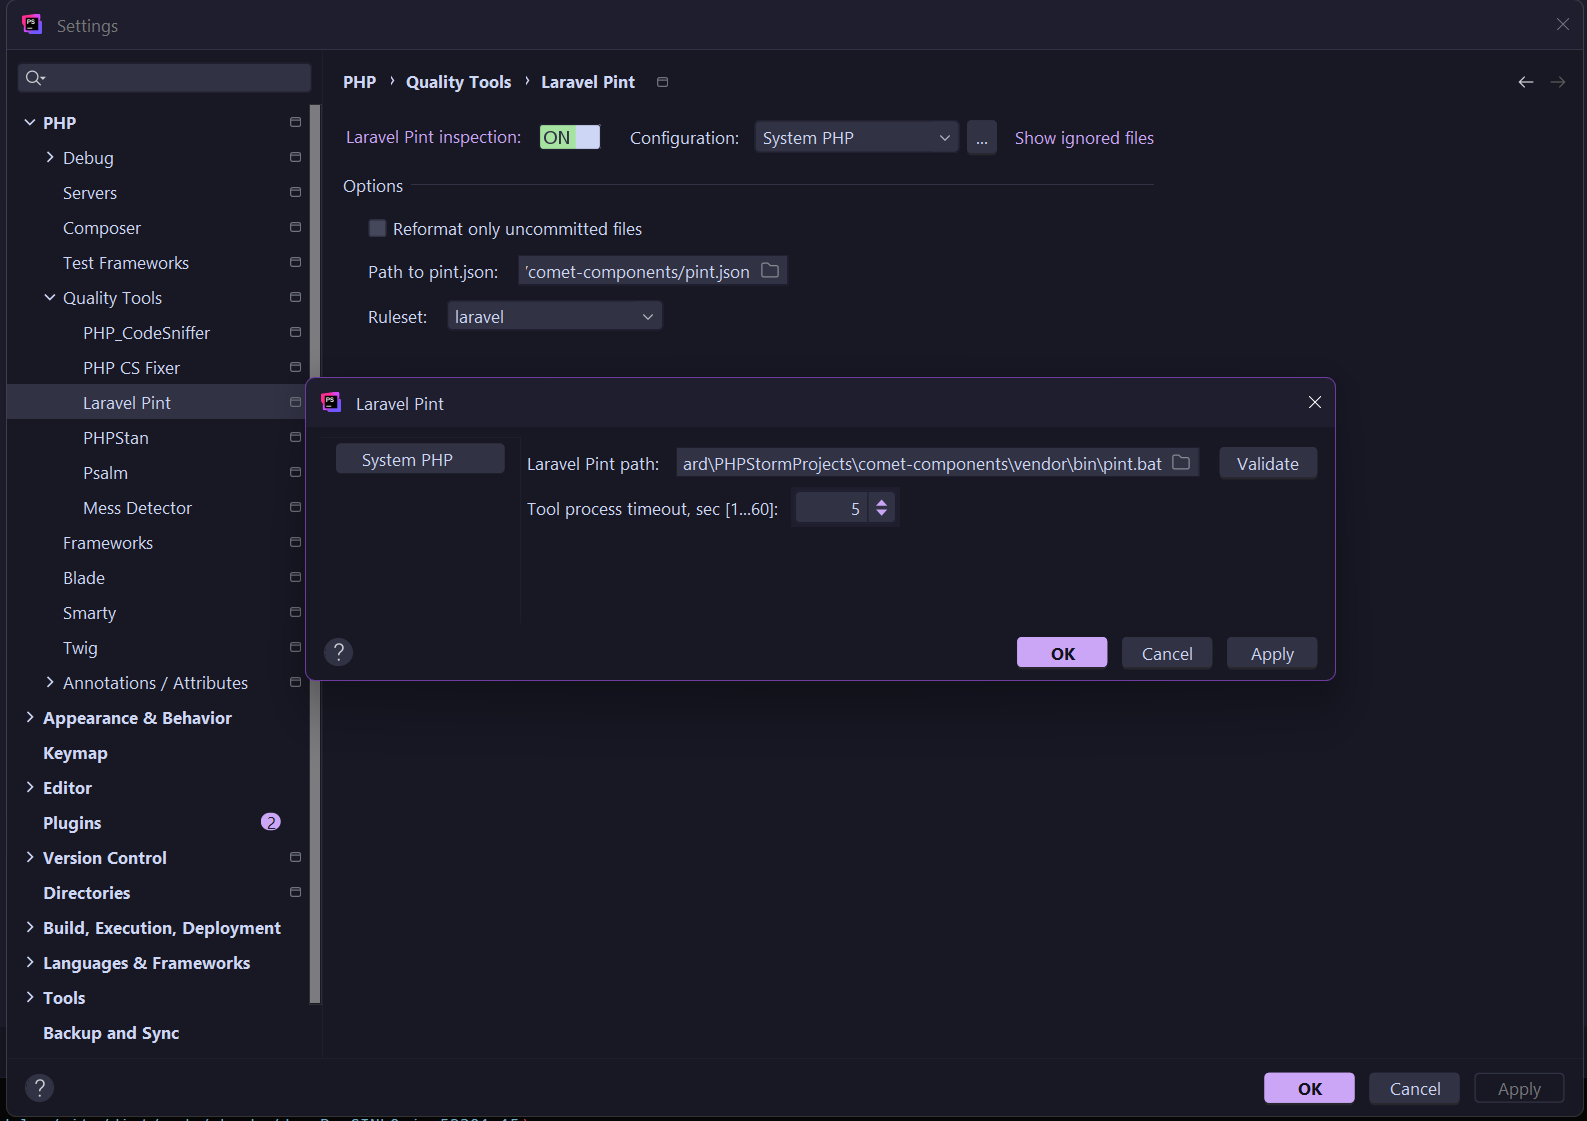 Settings
PHP › Quality Tools › Laravel Pint
PHP
Debug
Servers
Composer
Test Frameworks
Quality Tools
PHP_CodeSniffer
PHP CS Fixer
Laravel Pint
PHPStan
Psalm
Mess Detector
Frameworks
Blade
Smarty
Twig
Annotations / Attributes
Appearance & Behavior
Keymap
Editor
Plugins 2
Version Control
Directories
Build, Execution, Deployment
Languages & Frameworks
Tools
Backup and Sync
Laravel Pint inspection: ON Configuration: System PHP ... Show ignored files
Options
Reformat only uncommitted files
Path to pint.json: comet-components/pint.json
Ruleset: laravel
Laravel Pint
System PHP
Laravel Pint path: ard\PHPStormProjects\comet-components\vendor\bin\pint.bat Validate
Tool process timeout, sec [1...60]: 5
? OK Cancel Apply
? OK Cancel Apply